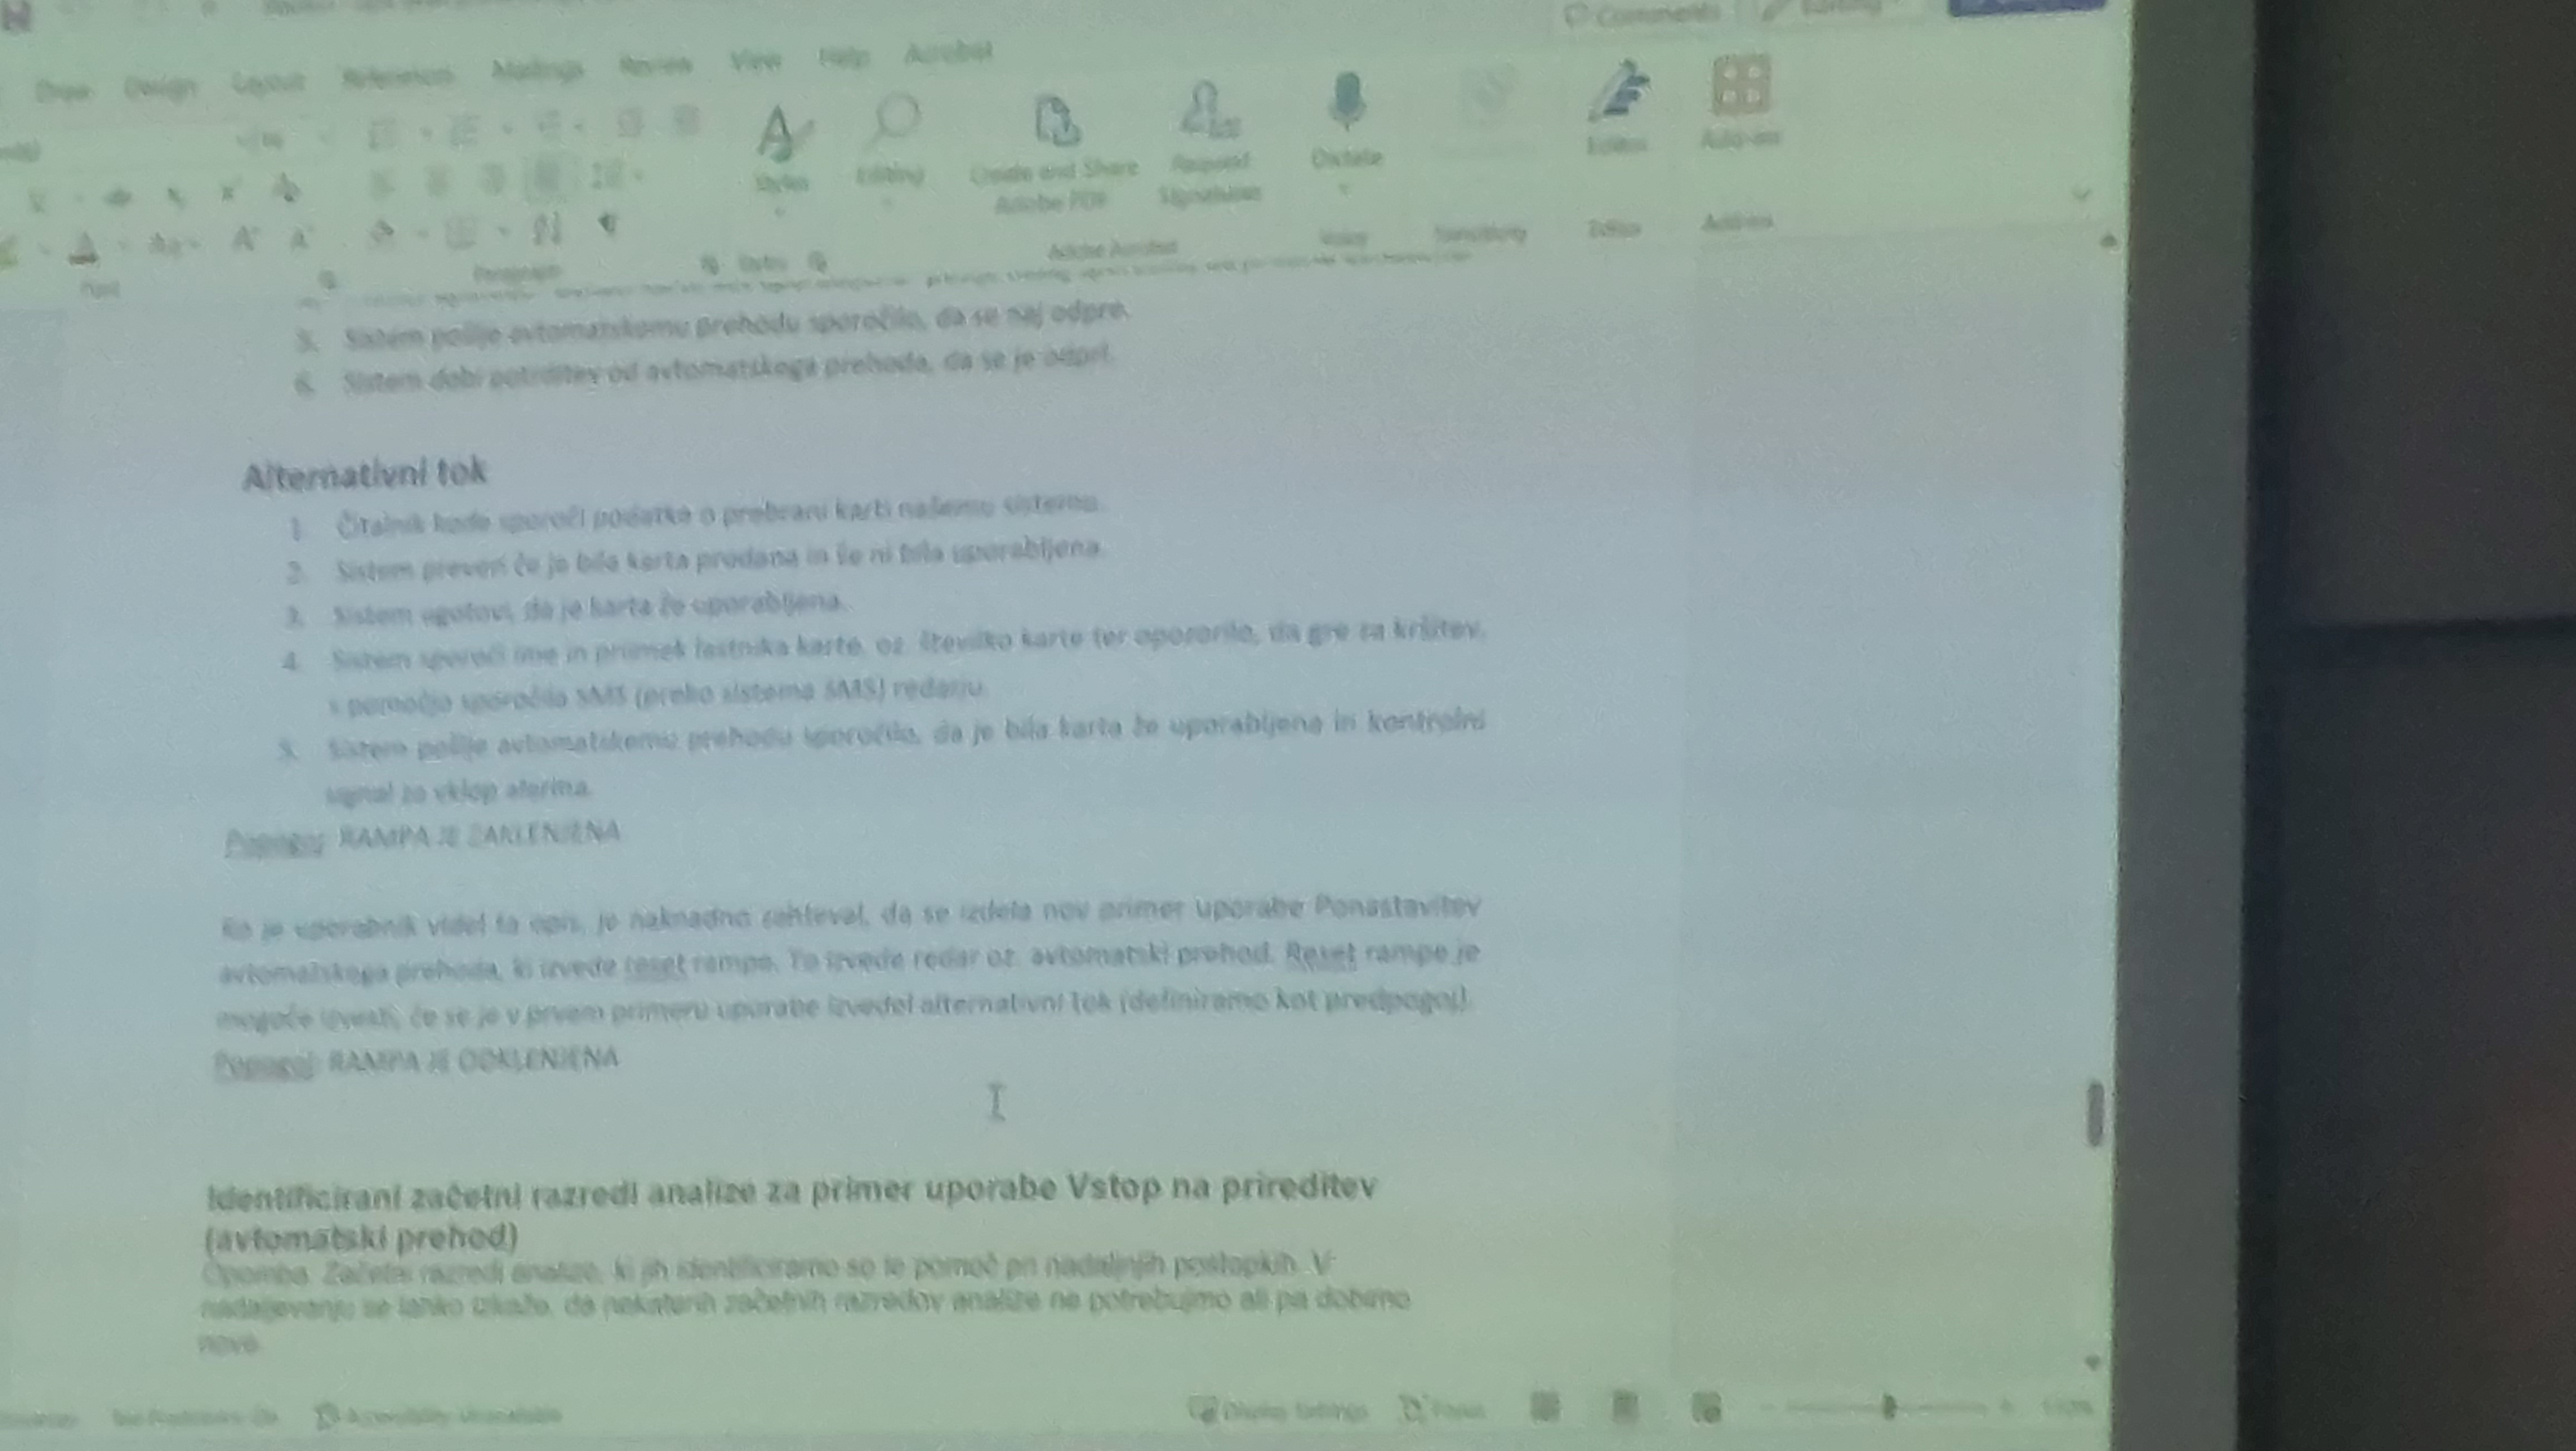 Comments
Draw Design Layout References Mailings Review View Help Acrobat
Styles Editing Create and Share Adobe PDF Request Signatures Dictate Editor Add-ins
Font Paragraph Styles Adobe Acrobat Voice Sensitivity Editor Add-ins
5. Sistem pošlje avtomatskemu prehodu sporočilo, da se naj odpre.
6. Sistem dobi potrditev od avtomatskega prehoda, da se je odprl.
Alternativni tok
1. Čitalnik kode sporoči podatke o prebrani karti našemu sistemu.
2. Sistem preveri če je bila karta prodana in še ni bila uporabljena.
3. Sistem ugotovi, da je karta že uporabljena.
4. Sistem sporoči ime in priimek lastnika karte, oz. številko karte ter opozorilo, da gre za kršitev,
s pomočjo sporočila SMS (preko sistema SMS) redarju.
5. Sistem pošlje avtomatskemu prehodu sporočilo, da je bila karta že uporabljena in kontrolni
signal za vklop alarma.
RAMPA JE ZAKLENJENA
Ko je uporabnik videl ta opis, je naknadno zahteval, da se izdela nov primer uporabe Ponastavitev
avtomatskega prehoda, ki izvede reset rampe. To izvede redar oz. avtomatski prehod. Reset rampe je
mogoče izvesti, če se je v prvem primeru uporabe izvedel alternativni tok (definiramo kot predpogoj).
RAMPA JE ODKLENJENA
Identificirani začetni razredi analize za primer uporabe Vstop na prireditev
(avtomatski prehod)
Opomba. Začetni razredi analize, ki jih identificiramo so le pomoč pri nadaljnjih postopkih. V
nadaljevanju se lahko izkaže, da nekaterih začetnih razredov analize ne potrebujmo ali pa dobimo
nove.
Display Settings Focus